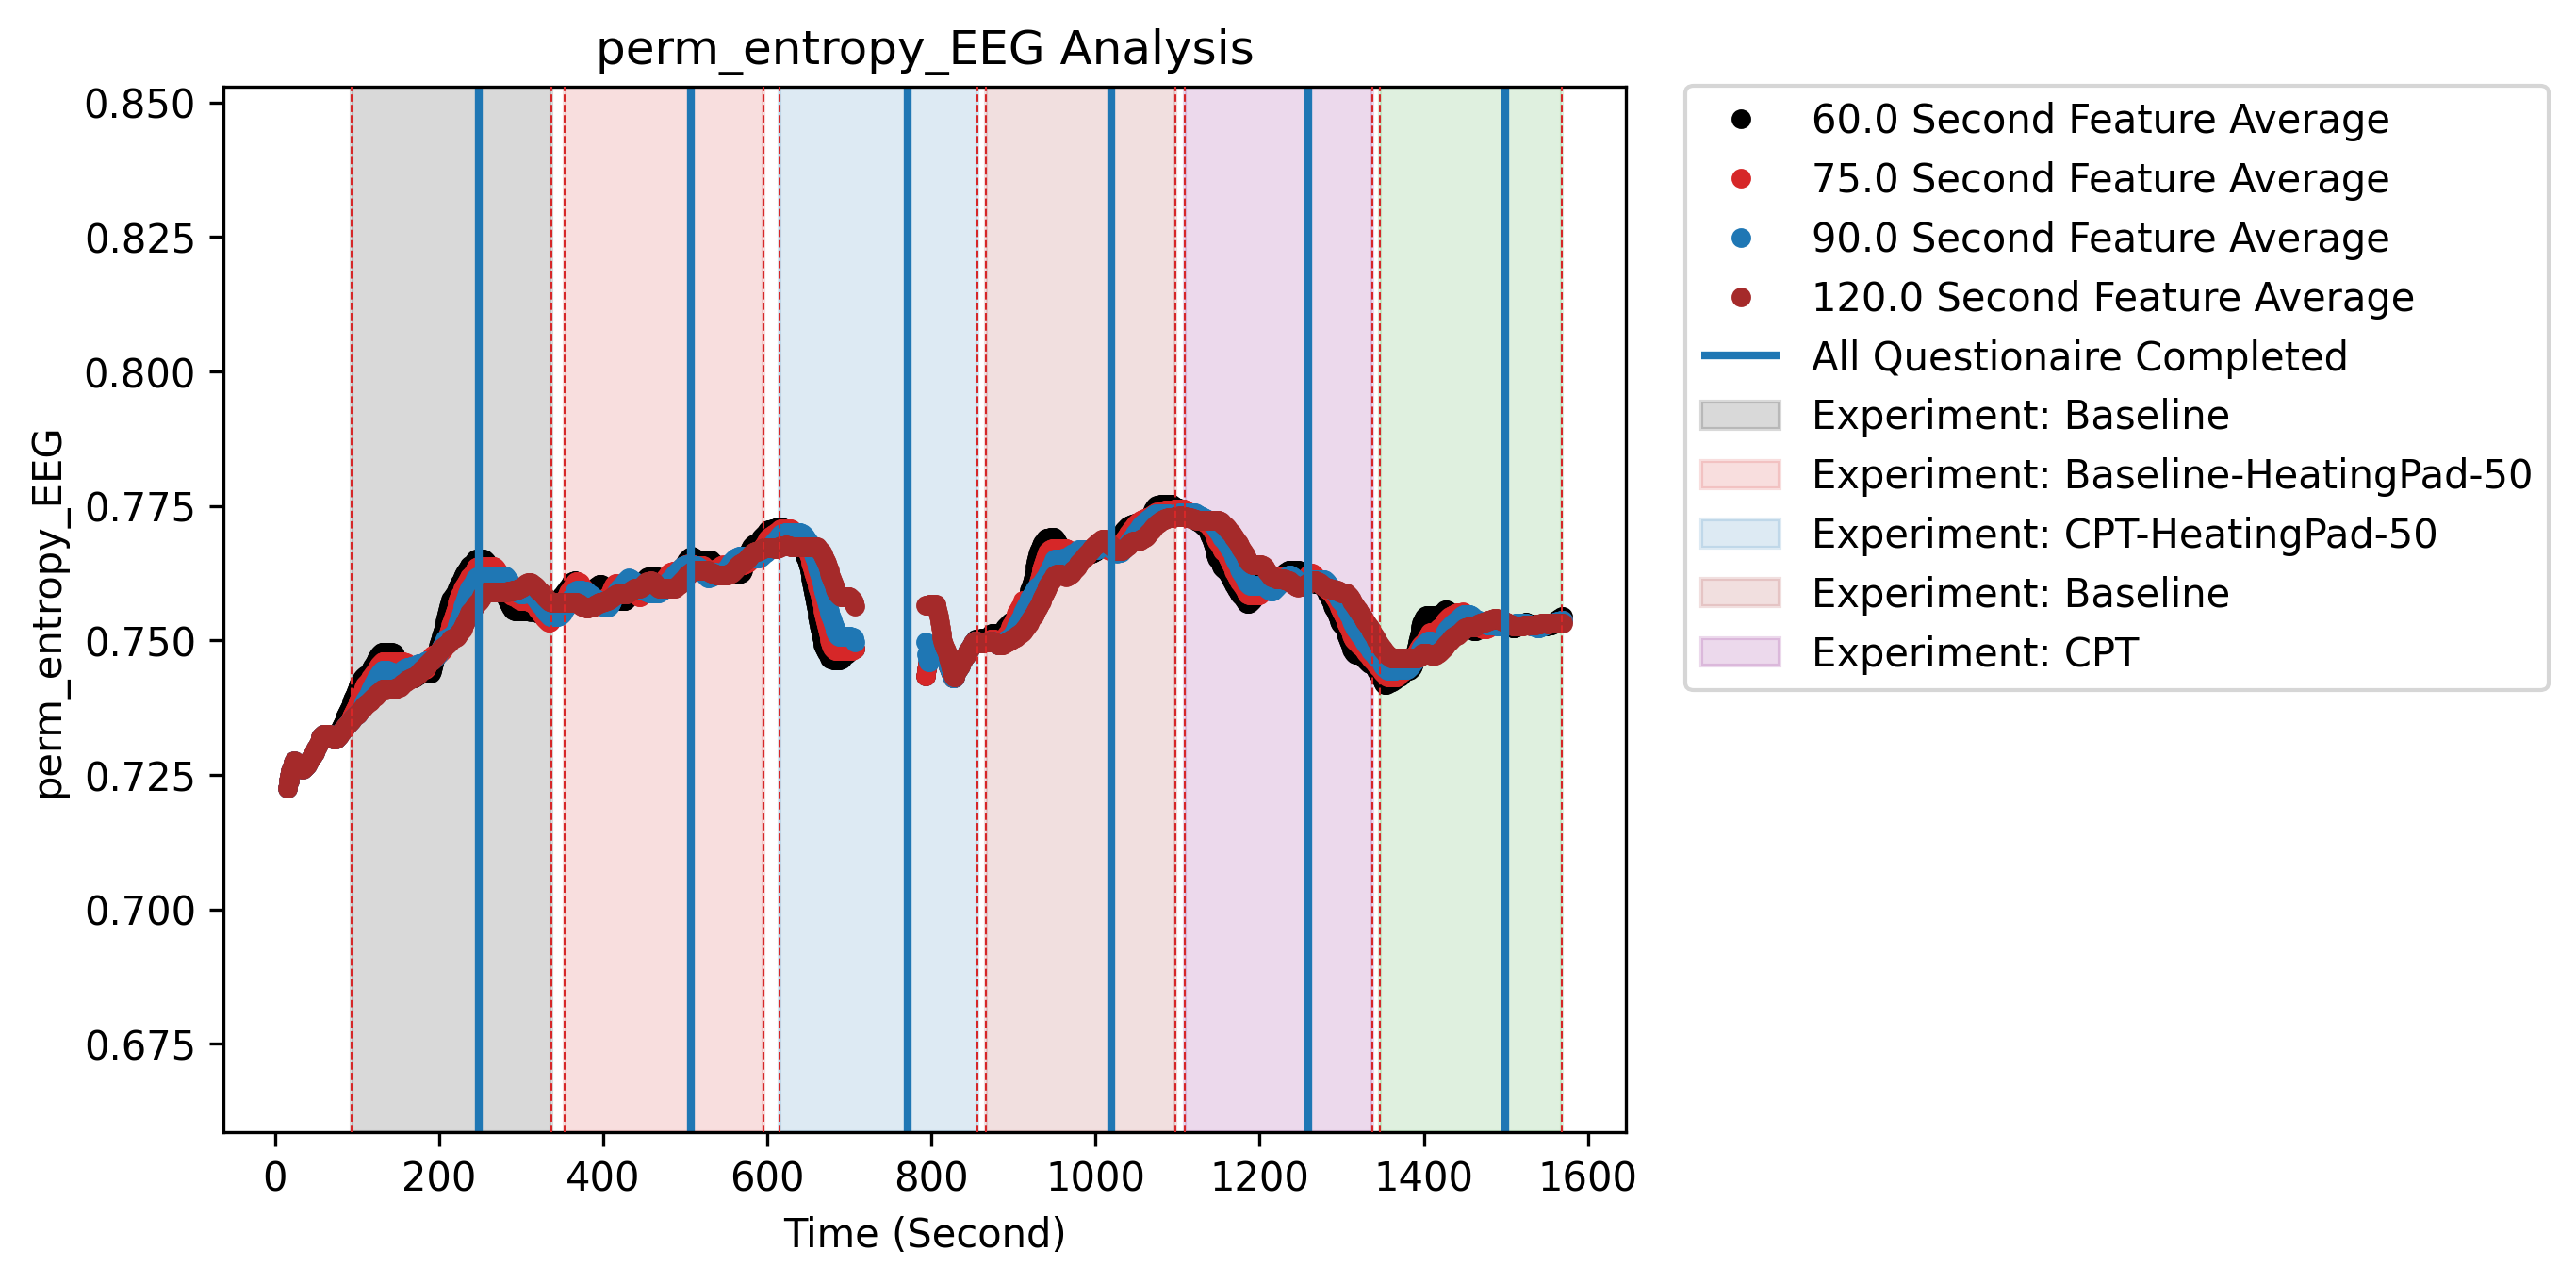 perm_entropy_EEG Analysis
0.850
0.825
0.800
0.775
0.750
0.725
0.700
0.675
perm_entropy_EEG
0 200 400 600 800 1000 1200 1400 1600
Time (Second)
60.0 Second Feature Average
75.0 Second Feature Average
90.0 Second Feature Average
120.0 Second Feature Average
All Questionaire Completed
Experiment: Baseline
Experiment: Baseline-HeatingPad-50
Experiment: CPT-HeatingPad-50
Experiment: Baseline
Experiment: CPT